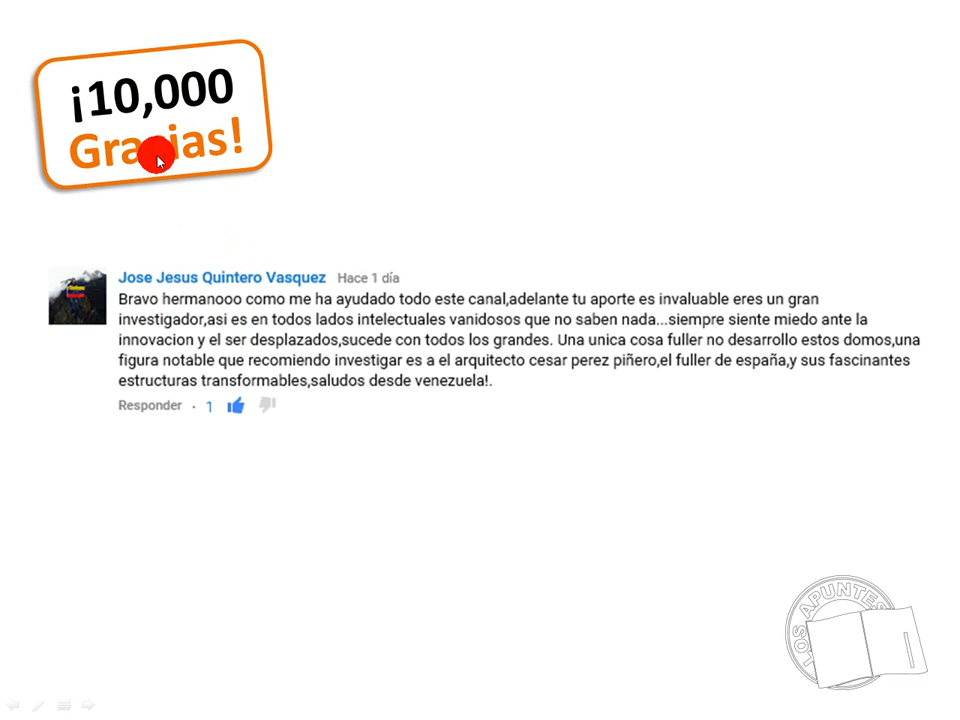 ¡10,000
Gracias!
Jose Jesus Quintero Vasquez Hace 1 día
Bravo hermanooo como me ha ayudado todo este canal,adelante tu aporte es invaluable eres un gran
investigador,asi es en todos lados intelectuales vanidosos que no saben nada...siempre siente miedo ante la
innovacion y el ser desplazados,sucede con todos los grandes. Una unica cosa fuller no desarrollo estos domos,una
figura notable que recomiendo investigar es a el arquitecto cesar perez piñero,el fuller de españa,y sus fascinantes
estructuras transformables,saludos desde venezuela!.
Responder · 1
LOS APUNTES